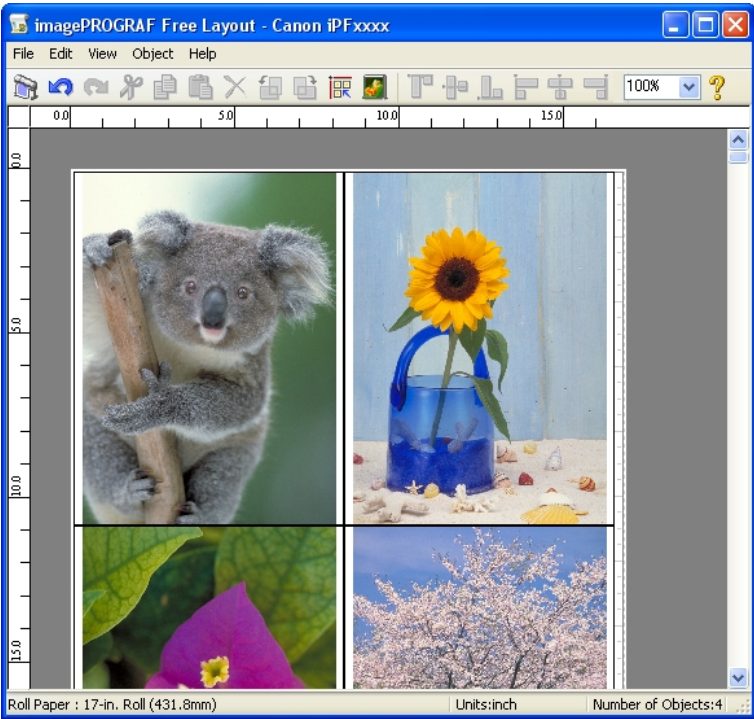 imagePROGRAF Free Layout - Canon iPFxxxx
File Edit View Object Help
100%
0.0 5.0 10.0 15.0
0.0
5.0
10.0
15.0
Roll Paper : 17-in. Roll (431.8mm) Units:inch Number of Objects:4